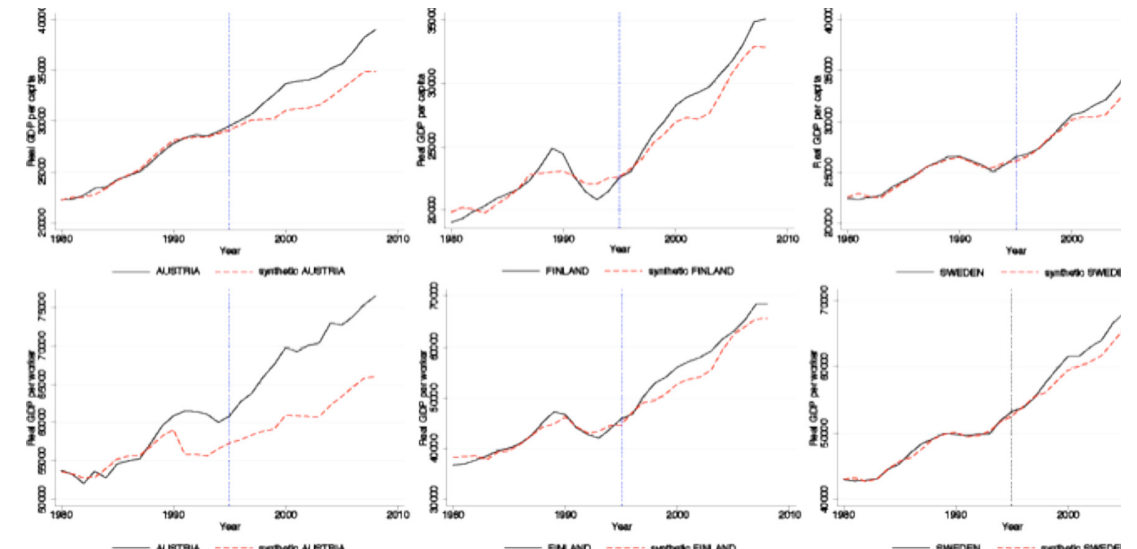 Real GDP per capita
20000 25000 30000 35000 40000
1980 1990 2000 2010
Year
AUSTRIA synthetic AUSTRIA
Real GDP per capita
20000 25000 30000 35000
1980 1990 2000 2010
Year
FINLAND synthetic FINLAND
Real GDP per capita
20000 25000 30000 35000 40000
1980 1990 2000
Year
SWEDEN synthetic SWEDE
Real GDP per worker
50000 55000 60000 65000 70000 75000
1980 1990 2000 2010
Year
AUSTRIA synthetic AUSTRIA
Real GDP per worker
30000 40000 50000 60000 70000
1980 1990 2000 2010
Year
FINLAND synthetic FINLAND
Real GDP per worker
40000 50000 60000 70000
1980 1990 2000
Year
SWEDEN synthetic SWEDE